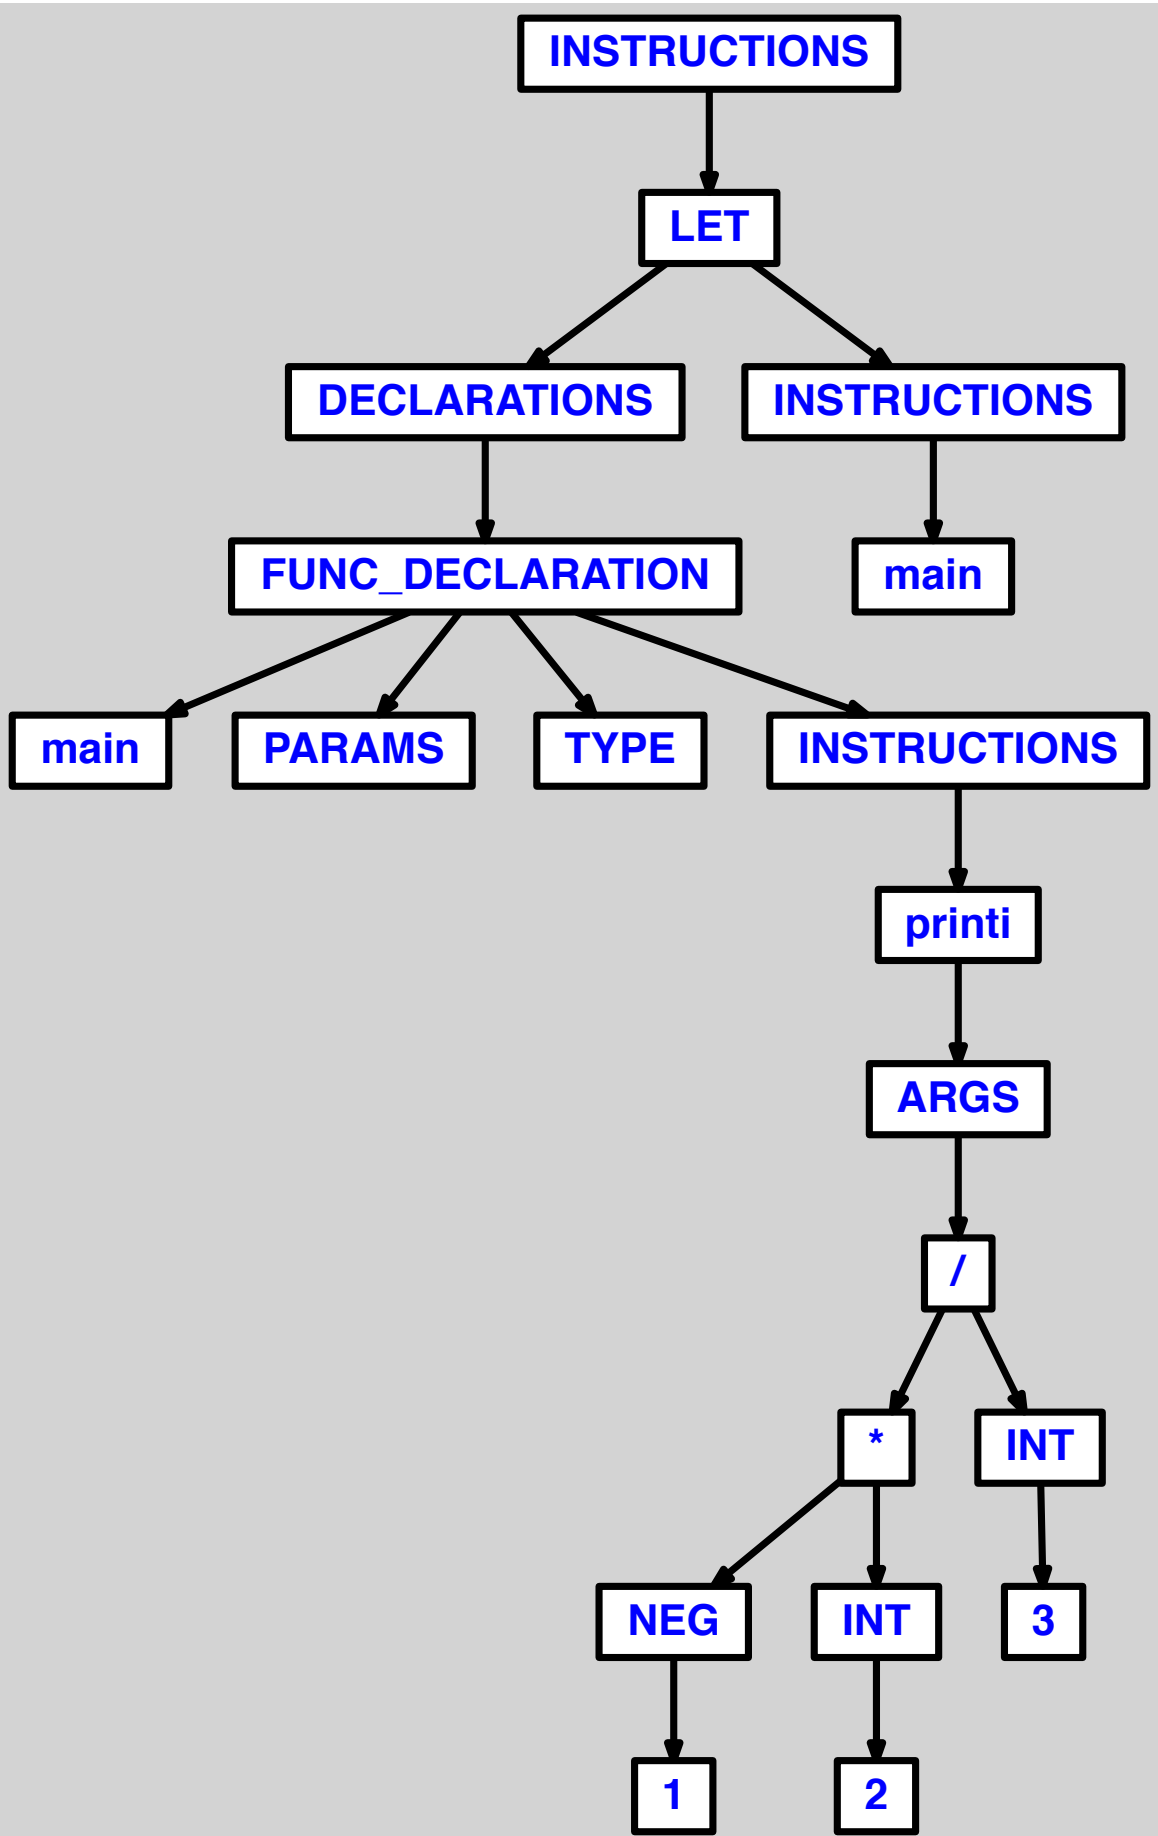 INSTRUCTIONS
LET
DECLARATIONS
INSTRUCTIONS
FUNC_DECLARATION
main
main
PARAMS
TYPE
INSTRUCTIONS
printi
ARGS
/
*
INT
NEG
INT
3
1
2